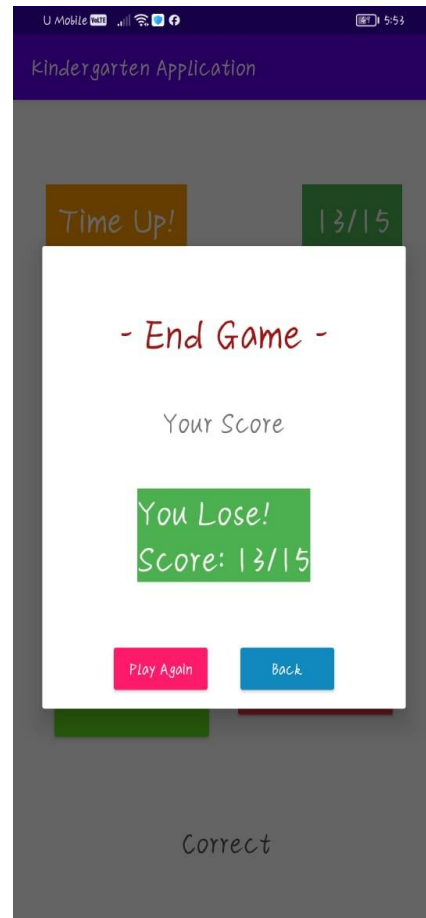 U Mobile VoLTE 5:53
Kindergarten Application
Time Up! 13/15
- End Game -
Your Score
You Lose!
Score: 13/15
Play Again Back
Correct